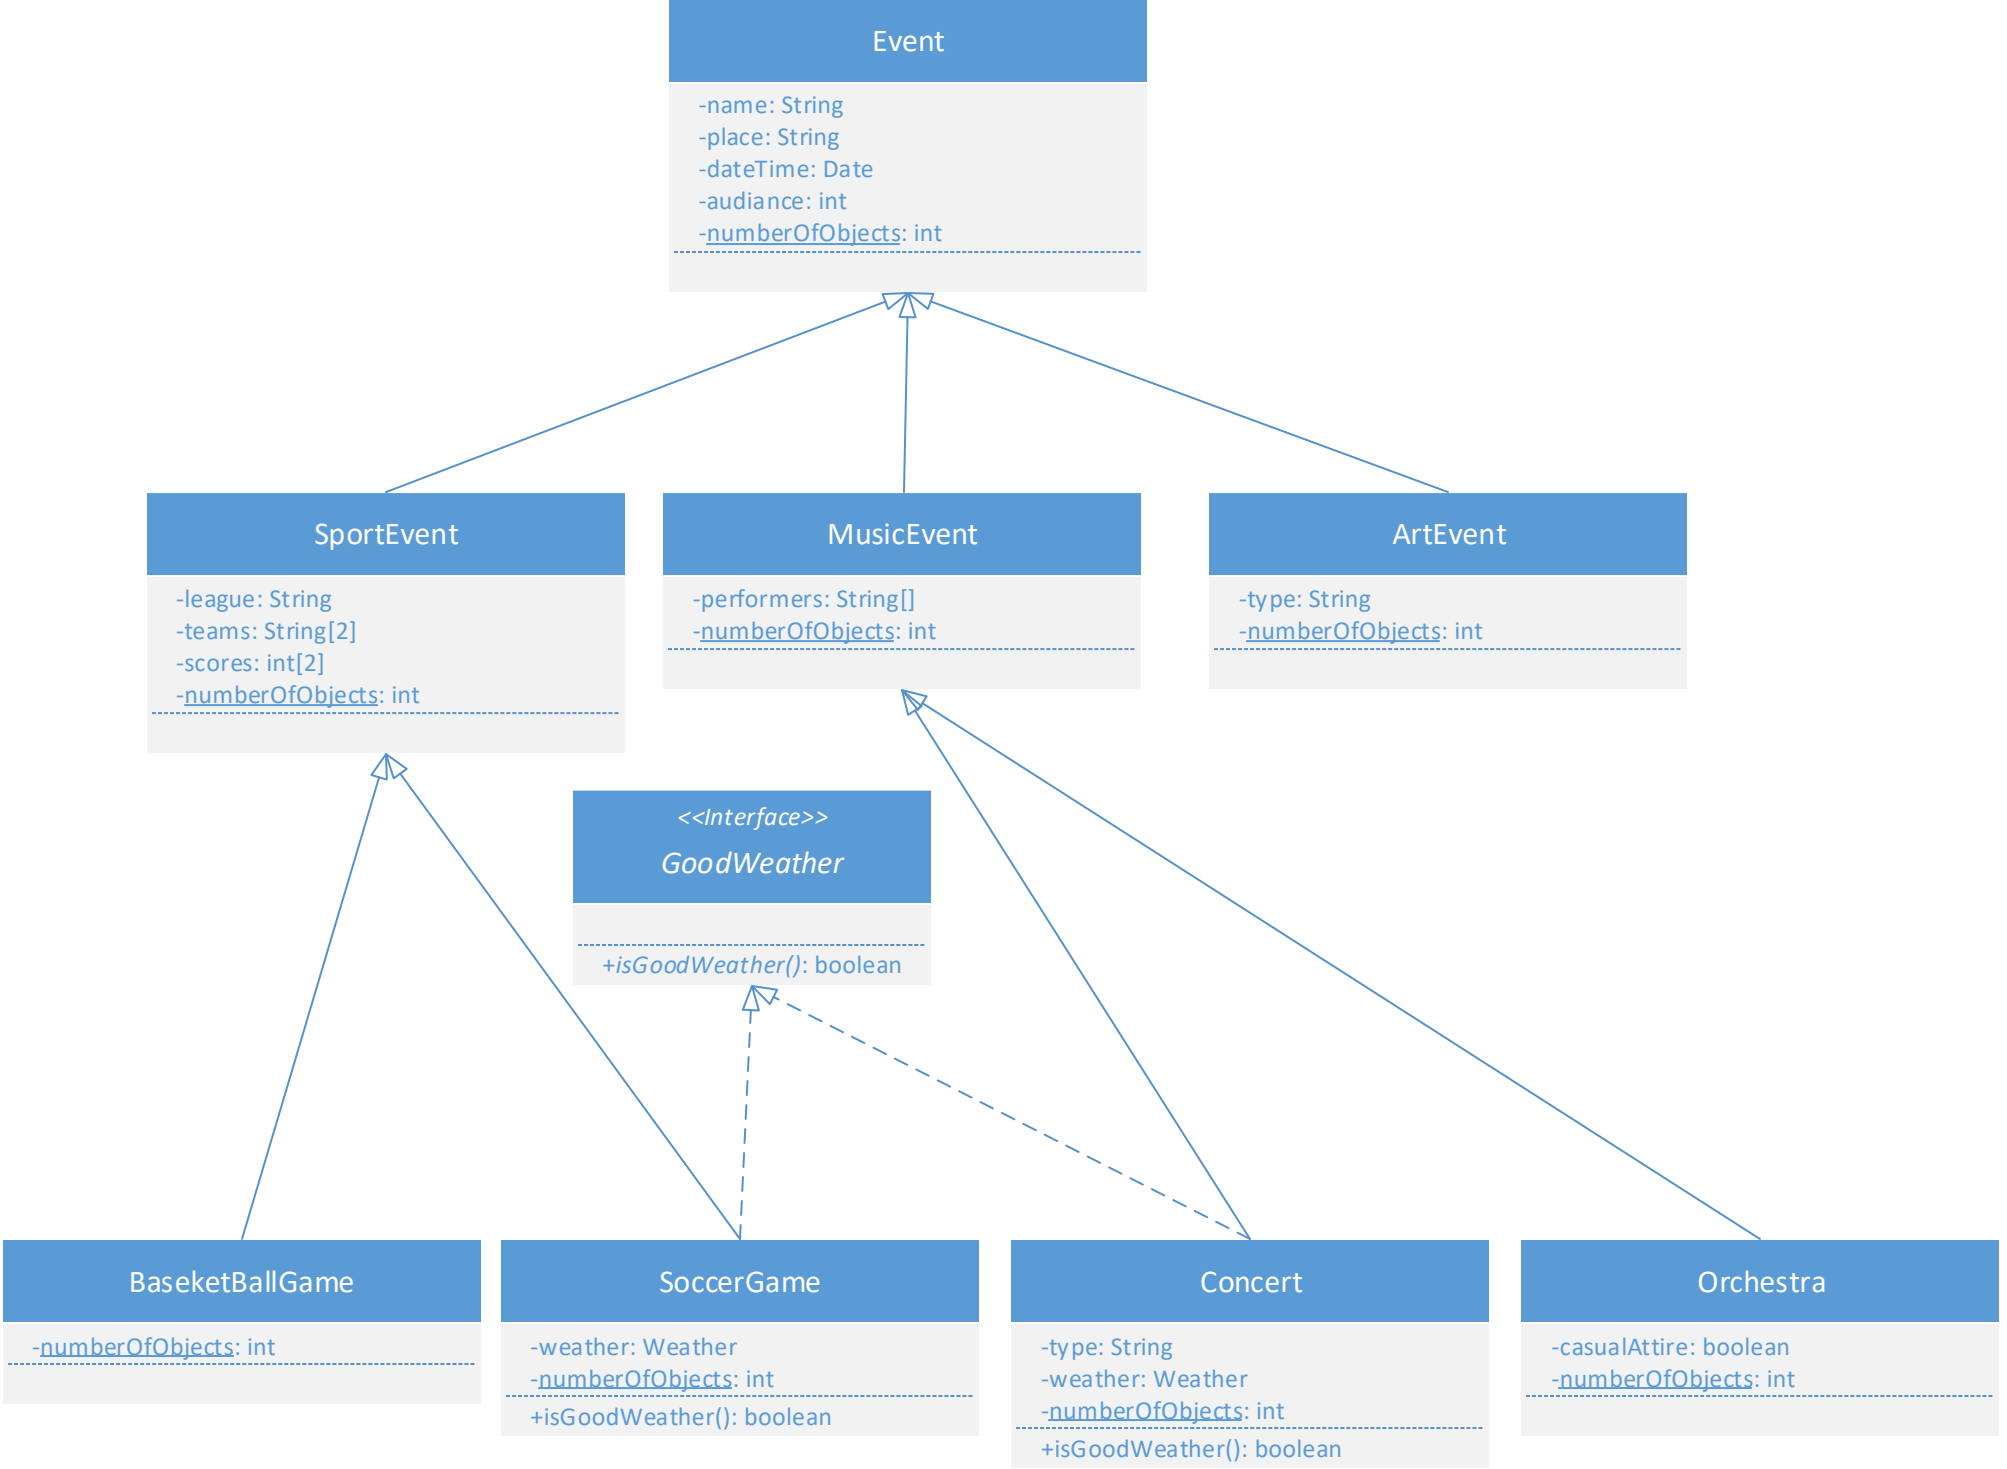 Event
-name: String
-place: String
-dateTime: Date
-audiance: int
-numberOfObjects: int
SportEvent
-league: String
-teams: String[2]
-scores: int[2]
-numberOfObjects: int
MusicEvent
-performers: String[]
-numberOfObjects: int
ArtEvent
-type: String
-numberOfObjects: int
<<Interface>>
GoodWeather
+isGoodWeather(): boolean
BaseketBallGame
-numberOfObjects: int
SoccerGame
-weather: Weather
-numberOfObjects: int
+isGoodWeather(): boolean
Concert
-type: String
-weather: Weather
-numberOfObjects: int
+isGoodWeather(): boolean
Orchestra
-casualAttire: boolean
-numberOfObjects: int